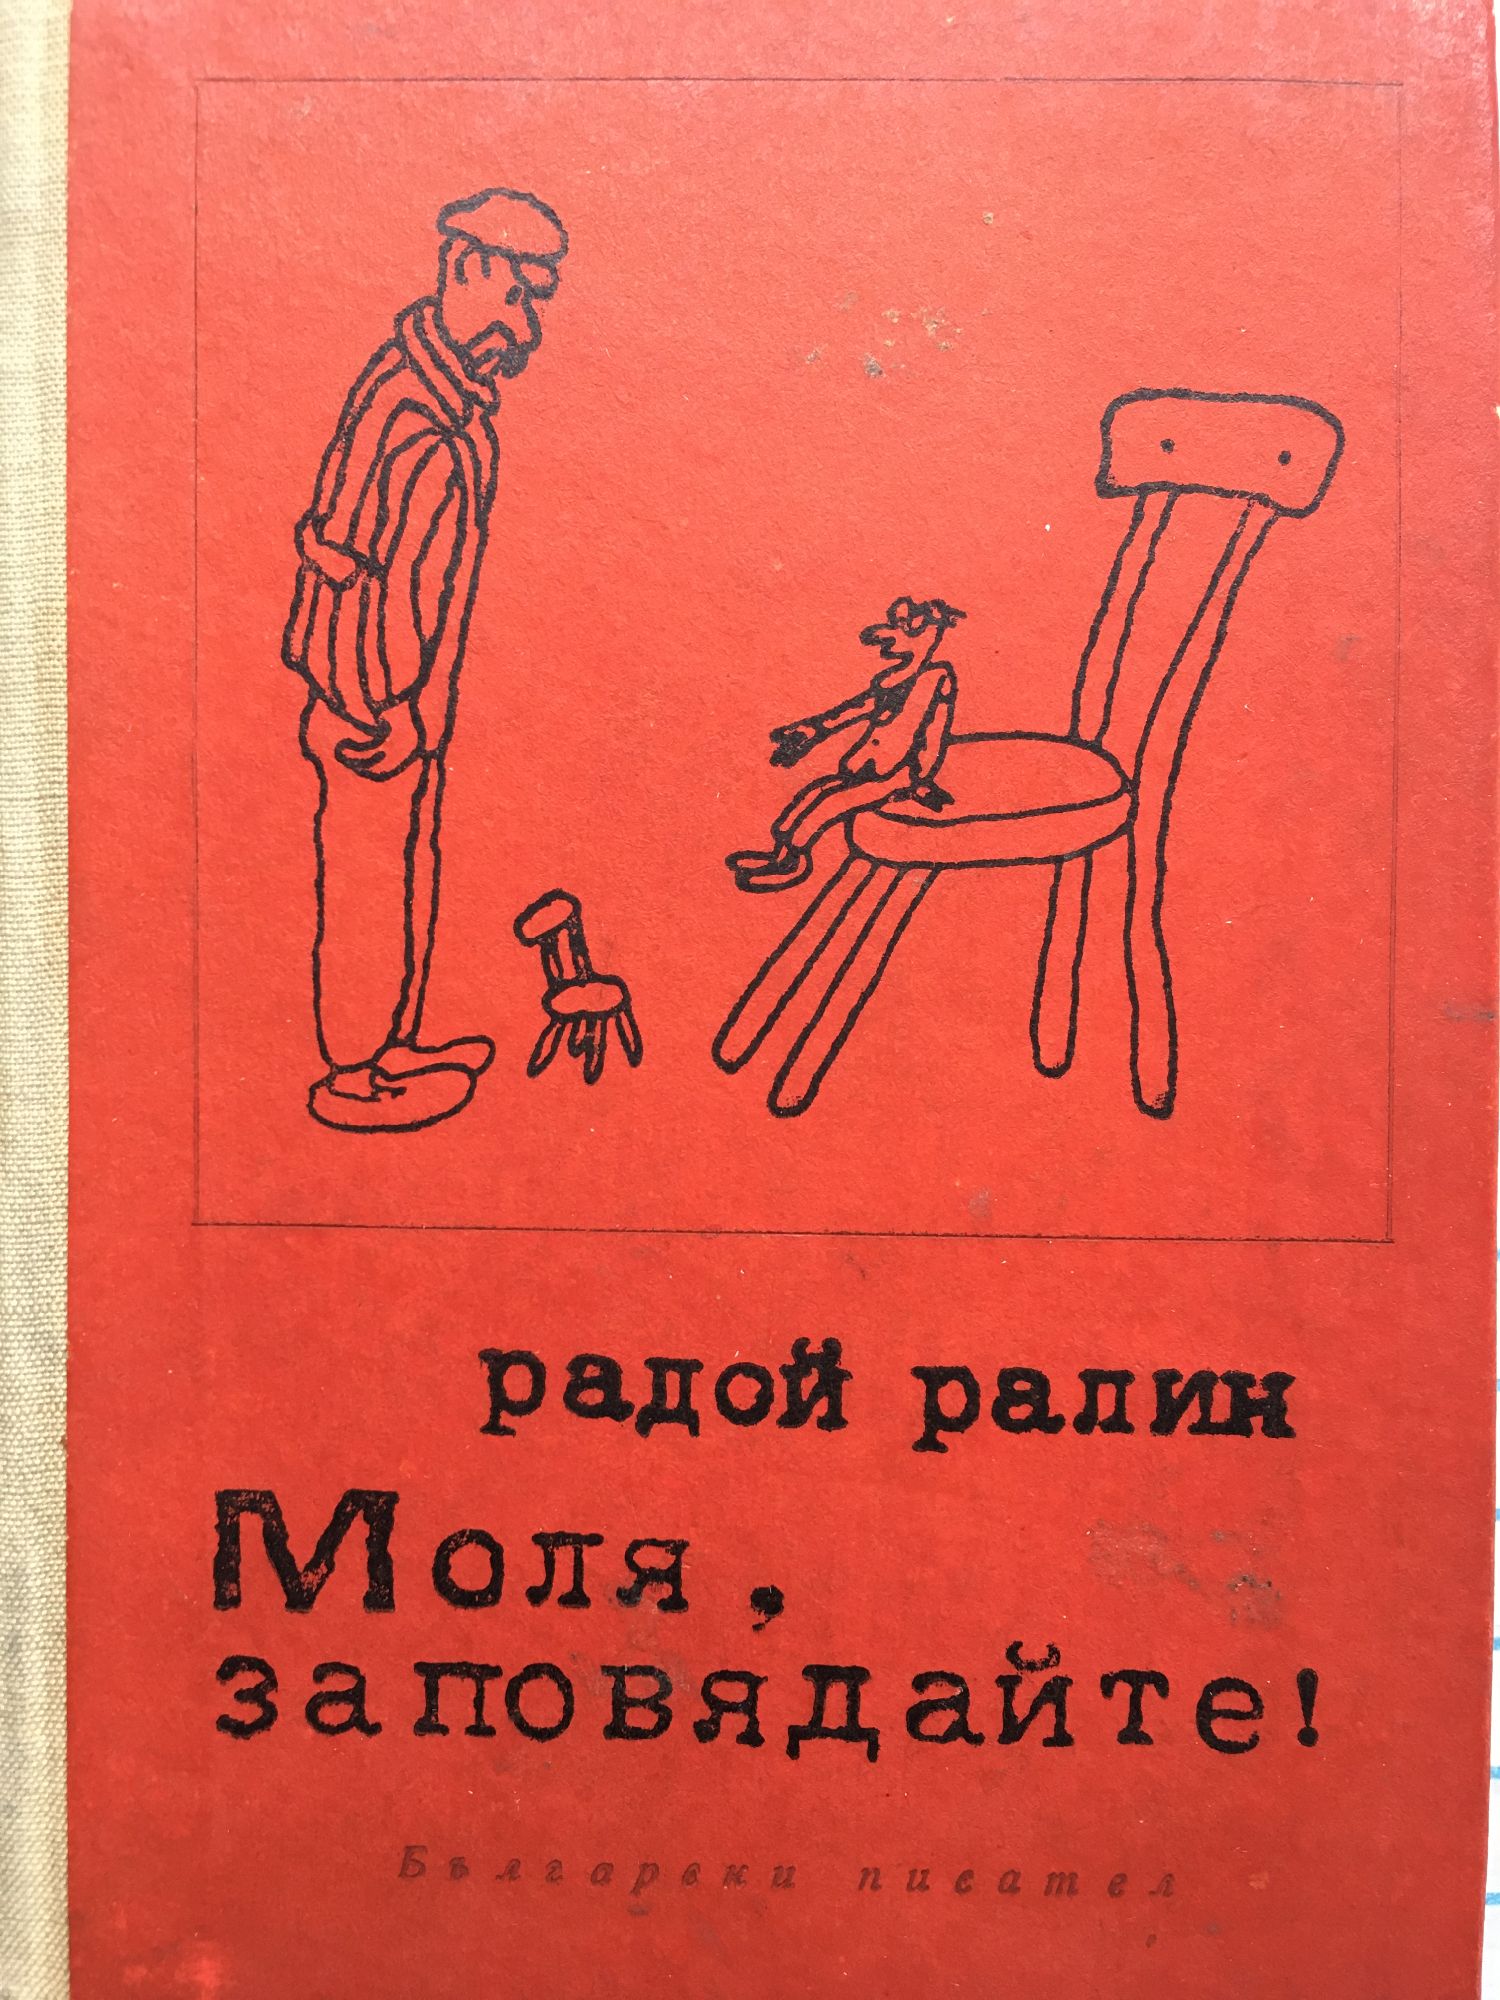 радой ралин
Моля,
заповядайте!
Български писател